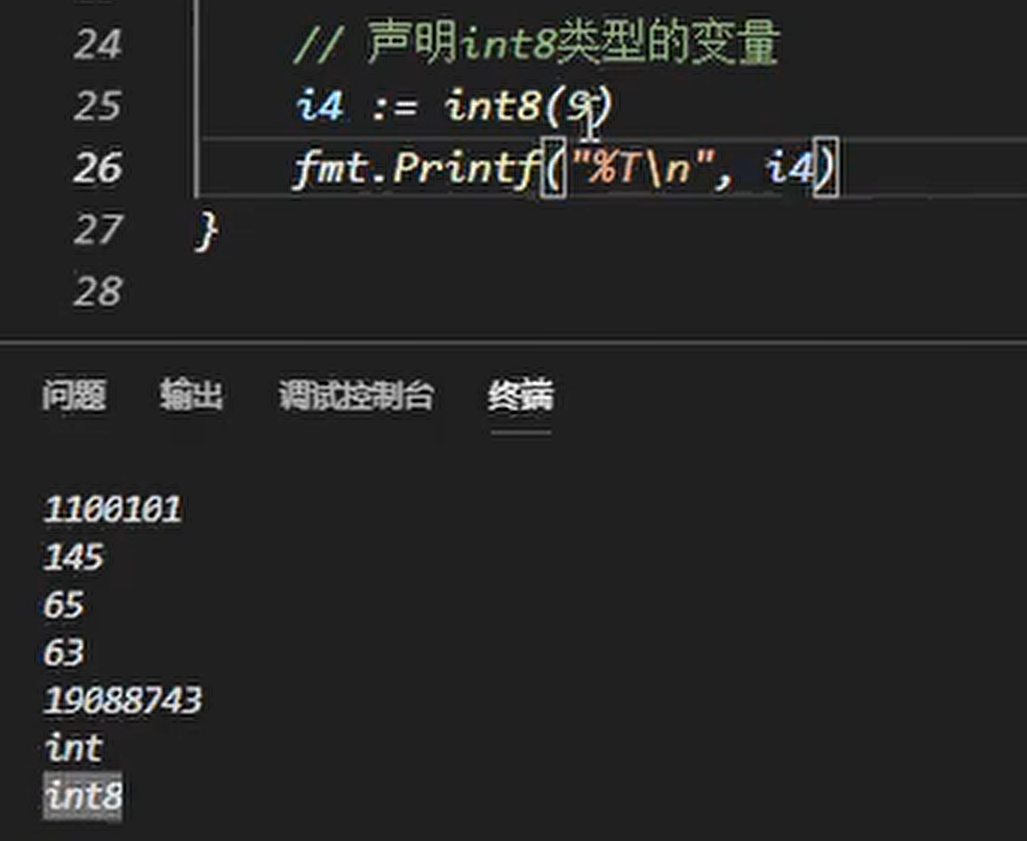 24 // 声明int8类型的变量
25 i4 := int8(9)
26 fmt.Printf("%T\n", i4)
27 }
28
问题 输出 调试控制台 终端
1100101
145
65
63
19088743
int
int8